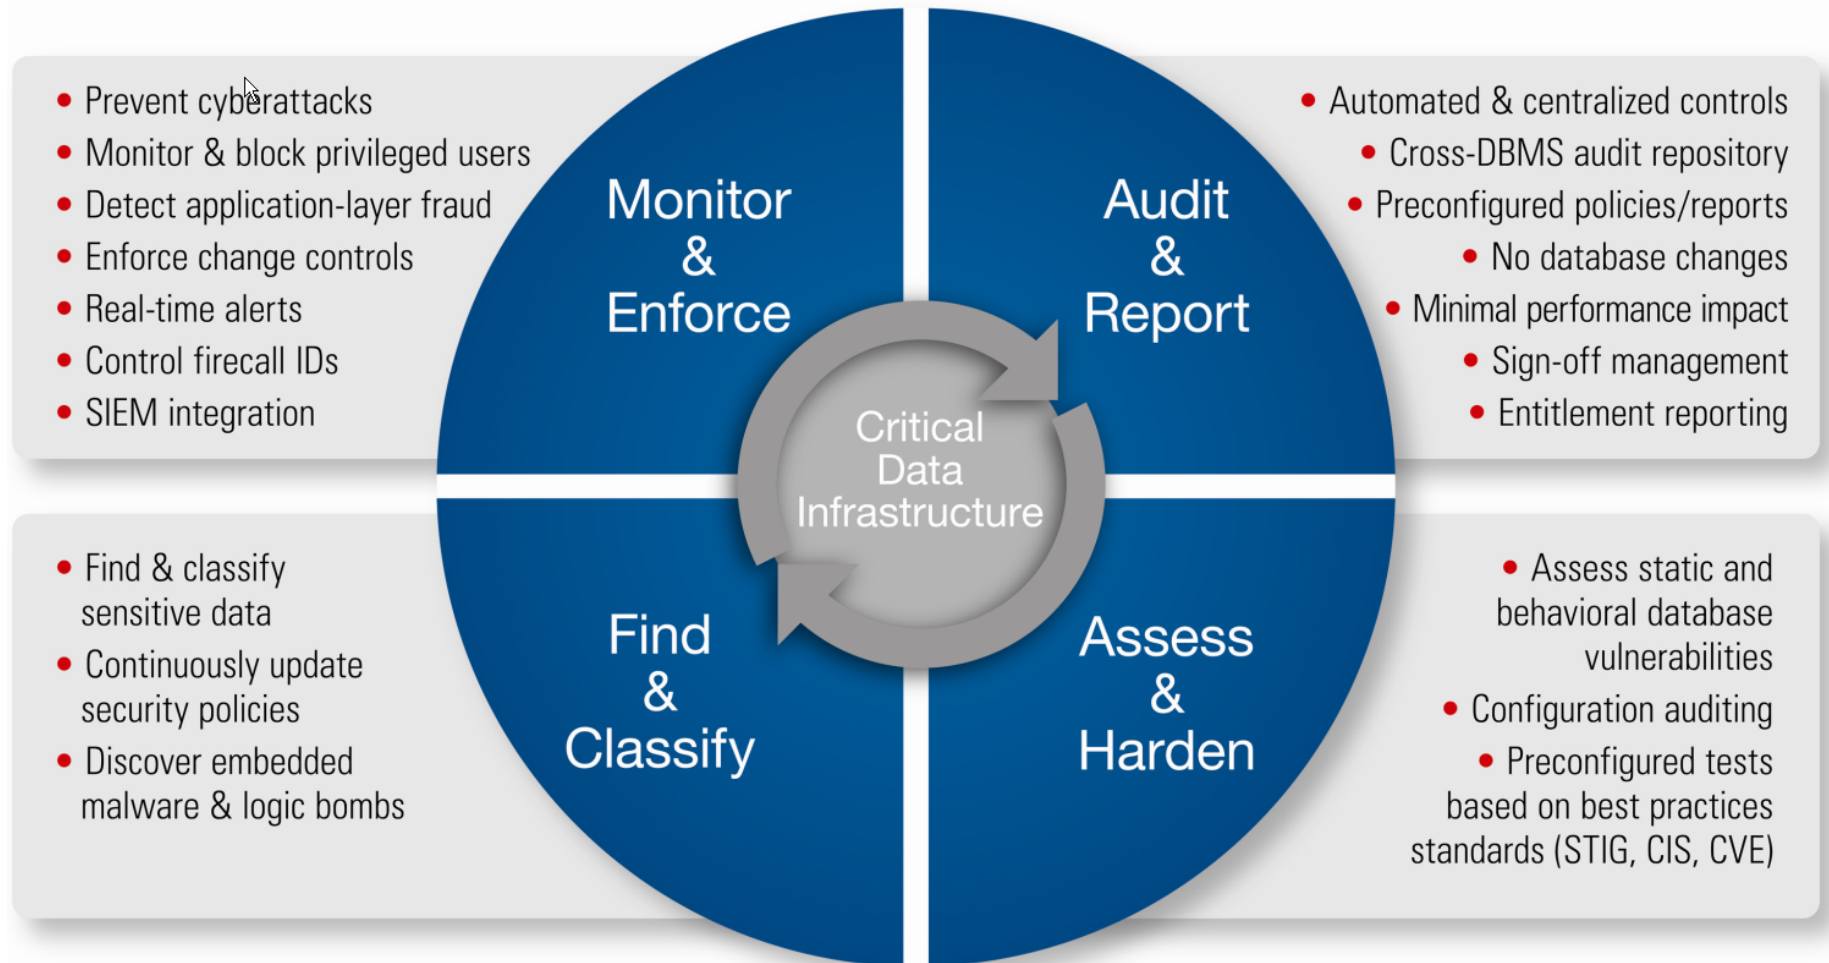 • Prevent cyberattacks
• Monitor & block privileged users
• Detect application-layer fraud
• Enforce change controls
• Real-time alerts
• Control firecall IDs
• SIEM integration
Monitor
&
Enforce
Audit
&
Report
• Automated & centralized controls
• Cross-DBMS audit repository
• Preconfigured policies/reports
• No database changes
• Minimal performance impact
• Sign-off management
• Entitlement reporting
Critical
Data
Infrastructure
• Find & classify
sensitive data
• Continuously update
security policies
• Discover embedded
malware & logic bombs
Find
&
Classify
Assess
&
Harden
• Assess static and
behavioral database
vulnerabilities
• Configuration auditing
• Preconfigured tests
based on best practices
standards (STIG, CIS, CVE)